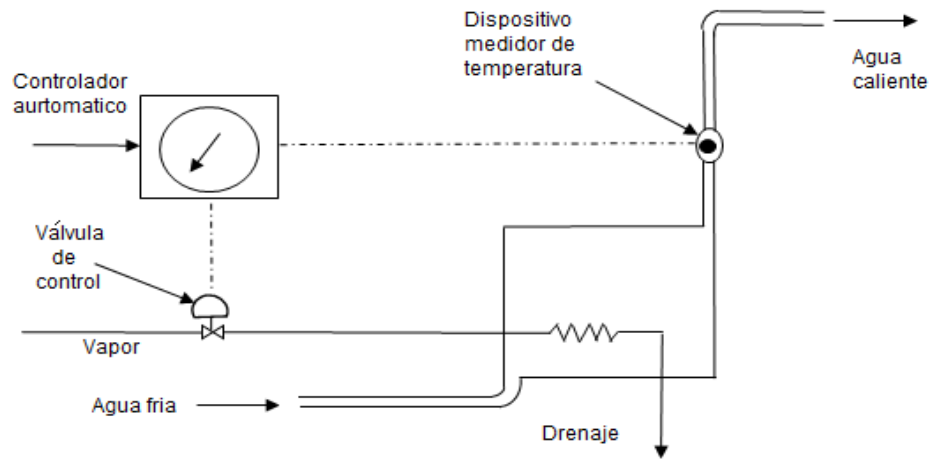 Dispositivo
medidor de
temperatura
Agua
caliente
Controlador
aurtomatico
Válvula
de
control
Vapor
Agua fria
Drenaje